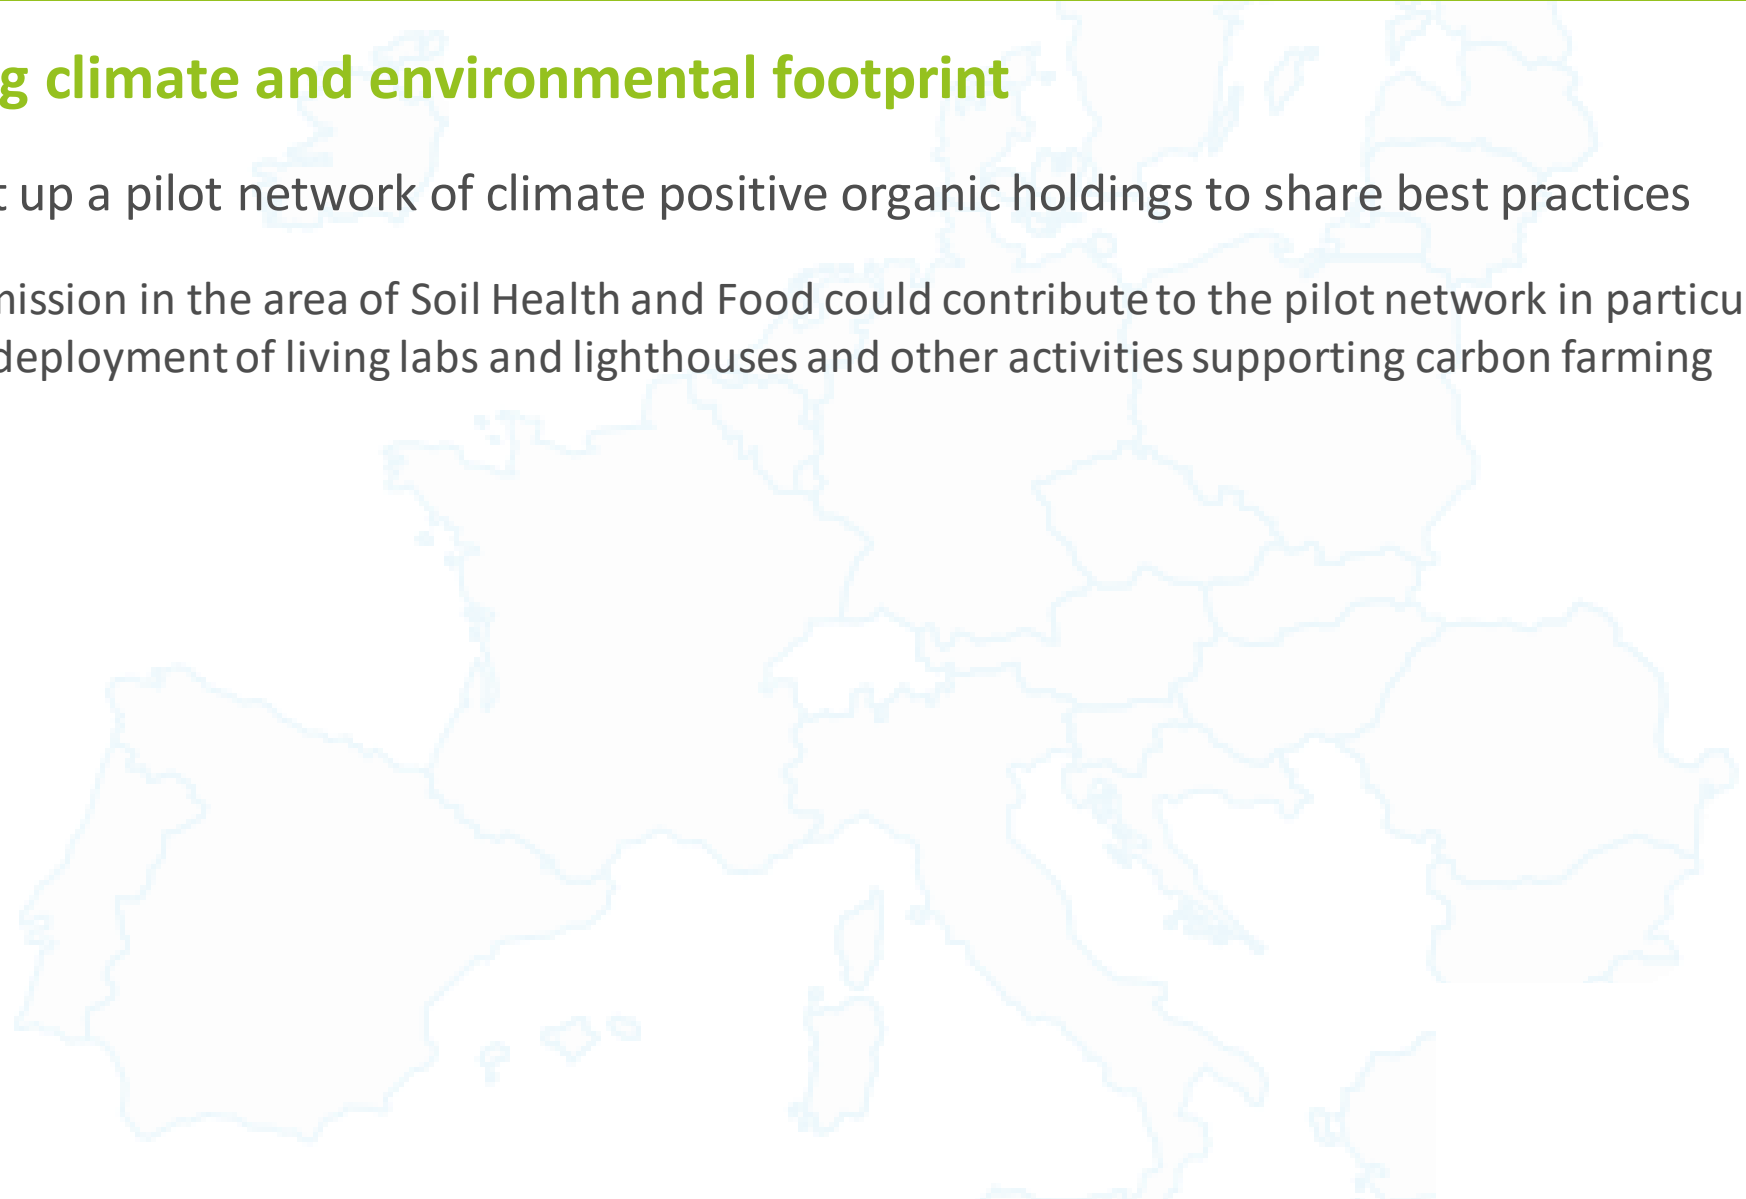 g climate and environmental footprint
t up a pilot network of climate positive organic holdings to share best practices
mission in the area of Soil Health and Food could contribute to the pilot network in particu
deployment of living labs and lighthouses and other activities supporting carbon farming